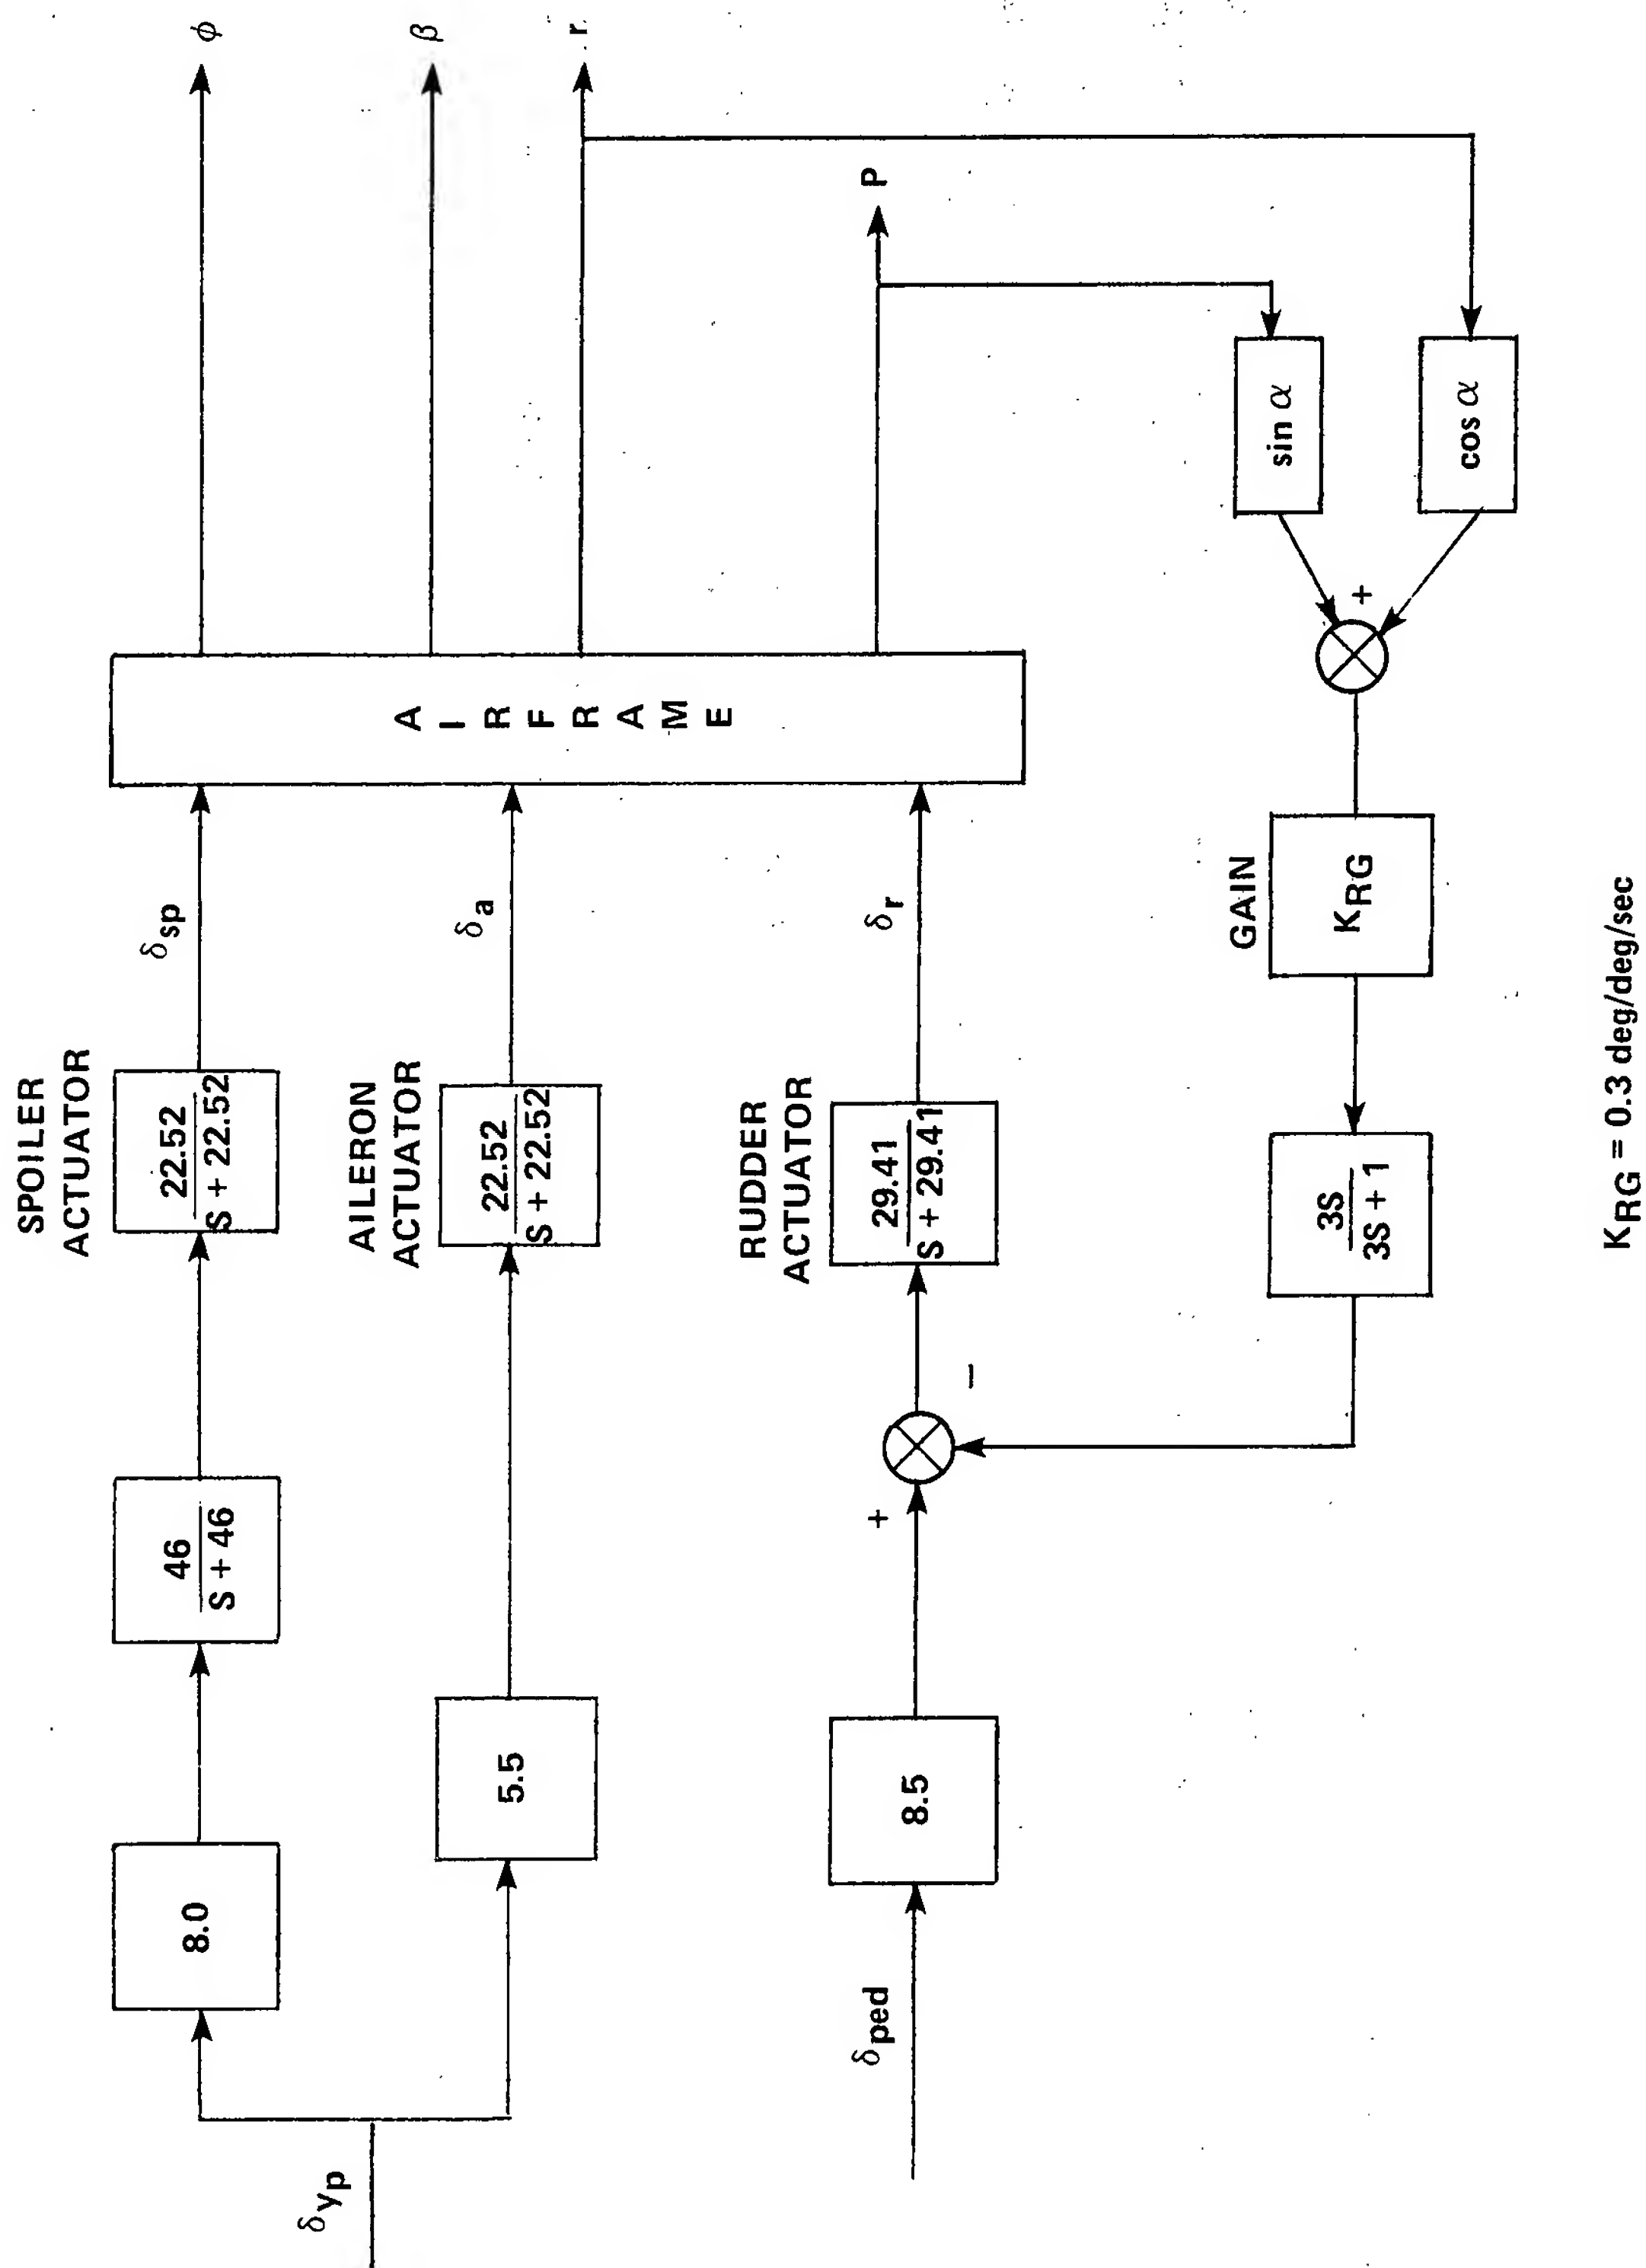 SPOILER
ACTUATOR
δyp
8.0
46
S + 46
22.52
S + 22.52
δsp
ϕ
AILERON
ACTUATOR
5.5
22.52
S + 22.52
δa
AIRFRAME
β
r
RUDDER
ACTUATOR
δped
8.5
+
−
29.41
S + 29.41
δr
P
3S
3S + 1
GAIN
KRG
+
sin α
cos α
KRG = 0.3 deg/deg/sec